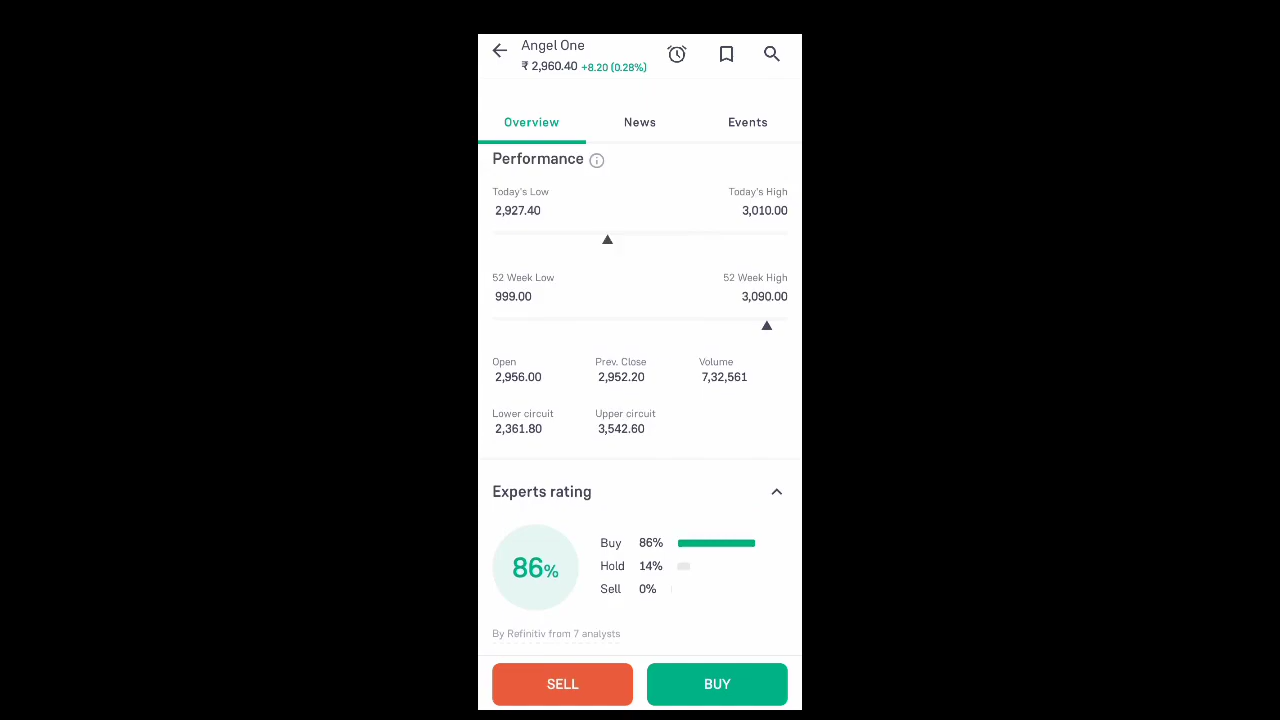 Angel One
₹ 2,960.40 +8.20 (0.28%)
Overview News Events
Performance
Today's Low Today's High
2,927.40 3,010.00
52 Week Low 52 Week High
999.00 3,090.00
Open Prev. Close Volume
2,956.00 2,952.20 7,32,561
Lower circuit Upper circuit
2,361.80 3,542.60
Experts rating
86%
Buy 86%
Hold 14%
Sell 0%
By Refinitiv from 7 analysts
SELL BUY